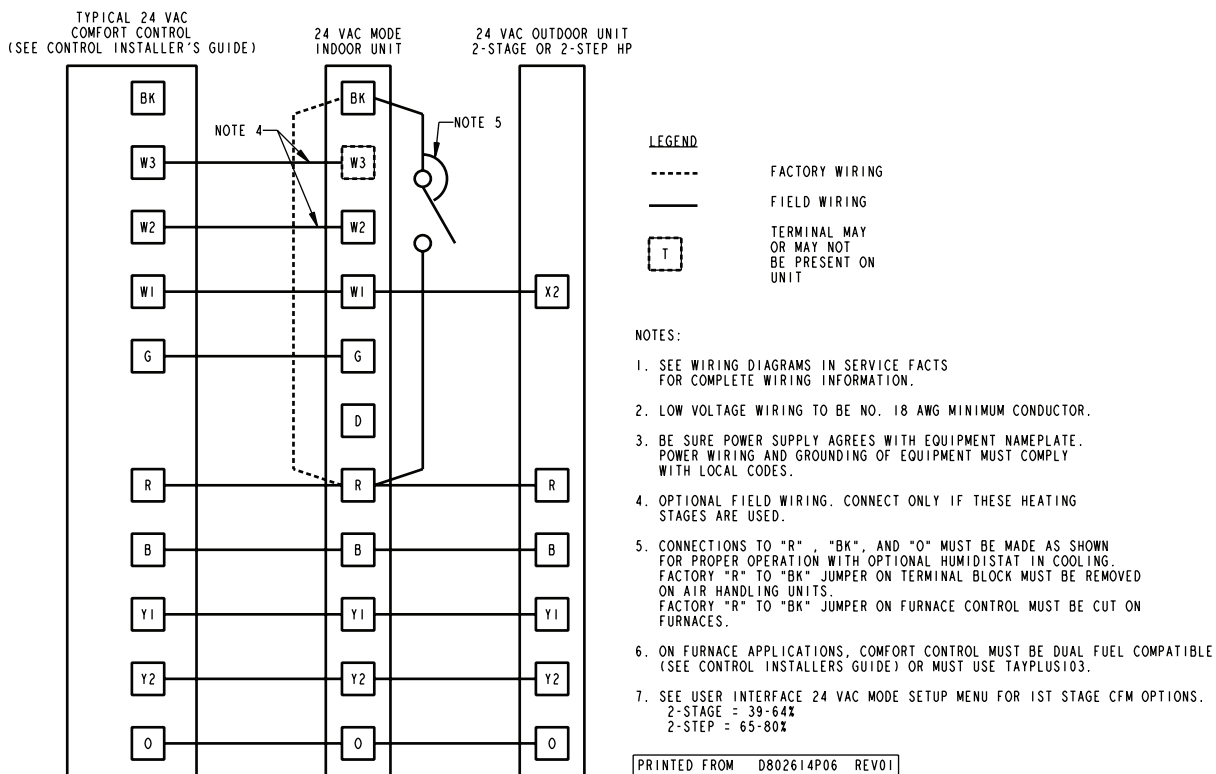 TYPICAL 24 VAC
COMFORT CONTROL
(SEE CONTROL INSTALLER'S GUIDE)
24 VAC MODE
INDOOR UNIT
24 VAC OUTDOOR UNIT
2-STAGE OR 2-STEP HP
BK
BK
NOTE 4
NOTE 5
W3
W3
W2
W2
W1
W1
X2
G
G
D
R
R
R
B
B
B
Y1
Y1
Y1
Y2
Y2
Y2
O
O
O
LEGEND
FACTORY WIRING
FIELD WIRING
T
TERMINAL MAY
OR MAY NOT
BE PRESENT ON
UNIT
NOTES:
1. SEE WIRING DIAGRAMS IN SERVICE FACTS
FOR COMPLETE WIRING INFORMATION.
2. LOW VOLTAGE WIRING TO BE NO. 18 AWG MINIMUM CONDUCTOR.
3. BE SURE POWER SUPPLY AGREES WITH EQUIPMENT NAMEPLATE.
POWER WIRING AND GROUNDING OF EQUIPMENT MUST COMPLY
WITH LOCAL CODES.
4. OPTIONAL FIELD WIRING. CONNECT ONLY IF THESE HEATING
STAGES ARE USED.
5. CONNECTIONS TO "R" , "BK", AND "O" MUST BE MADE AS SHOWN
FOR PROPER OPERATION WITH OPTIONAL HUMIDISTAT IN COOLING.
FACTORY "R" TO "BK" JUMPER ON TERMINAL BLOCK MUST BE REMOVED
ON AIR HANDLING UNITS.
FACTORY "R" TO "BK" JUMPER ON FURNACE CONTROL MUST BE CUT ON
FURNACES.
6. ON FURNACE APPLICATIONS, COMFORT CONTROL MUST BE DUAL FUEL COMPATIBLE
(SEE CONTROL INSTALLERS GUIDE) OR MUST USE TAYPLUS103.
7. SEE USER INTERFACE 24 VAC MODE SETUP MENU FOR 1ST STAGE CFM OPTIONS.
2-STAGE = 39-64%
2-STEP = 65-80%
PRINTED FROM D802614P06 REV01